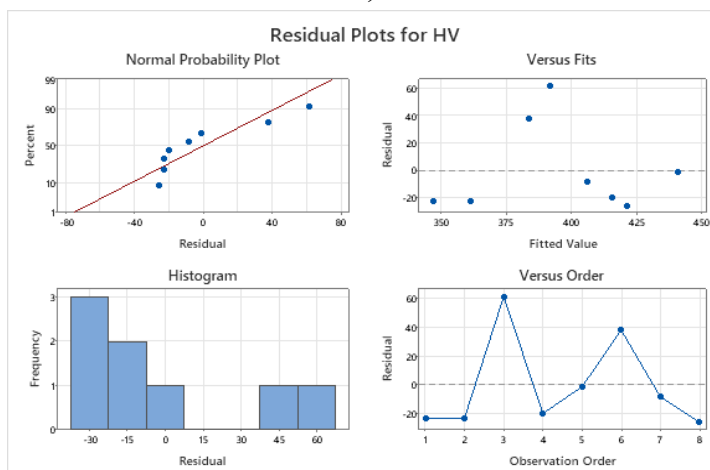 Residual Plots for HV
Normal Probability Plot
99
90
50
10
1
Percent
-80 -40 0 40 80
Residual
Versus Fits
60
40
20
0
-20
Residual
350 375 400 425 450
Fitted Value
Histogram
3
2
1
0
Frequency
-30 -15 0 15 30 45 60
Residual
Versus Order
60
40
20
0
-20
Residual
1 2 3 4 5 6 7 8
Observation Order